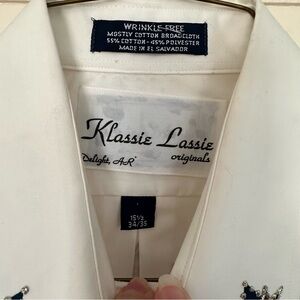 WRINKLE FREE
MOSTLY COTTON BROADCLOTH
55% COTTON · 45% POLYESTER
MADE IN EL SALVADOR
Klassie Lassie
Delight, AR originals
15½
34/35